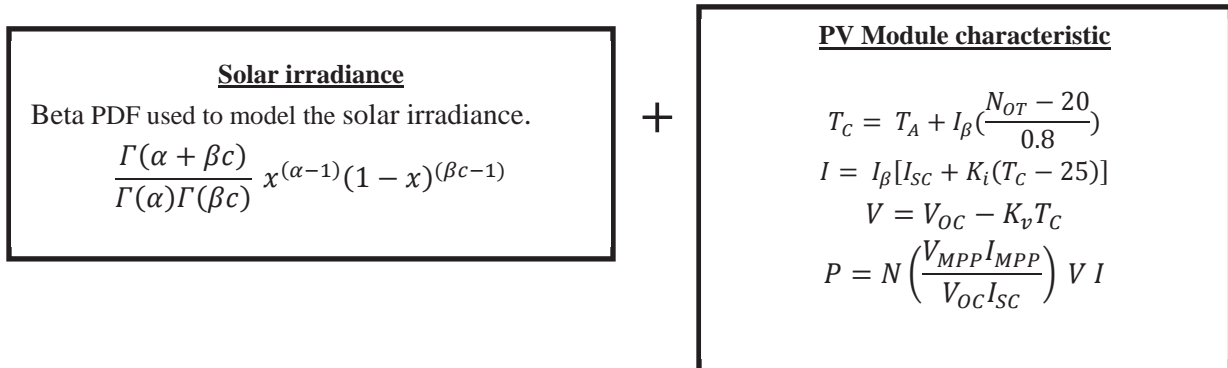 Solar irradiance
Beta PDF used to model the solar irradiance.
Γ(α + βc) / Γ(α)Γ(βc) x^(α−1) (1 − x)^(βc−1)
+
PV Module characteristic
T_C = T_A + I_β((N_OT − 20) / 0.8)
I = I_β[I_SC + K_i(T_C − 25)]
V = V_OC − K_v T_C
P = N (V_MPP I_MPP / V_OC I_SC) V I